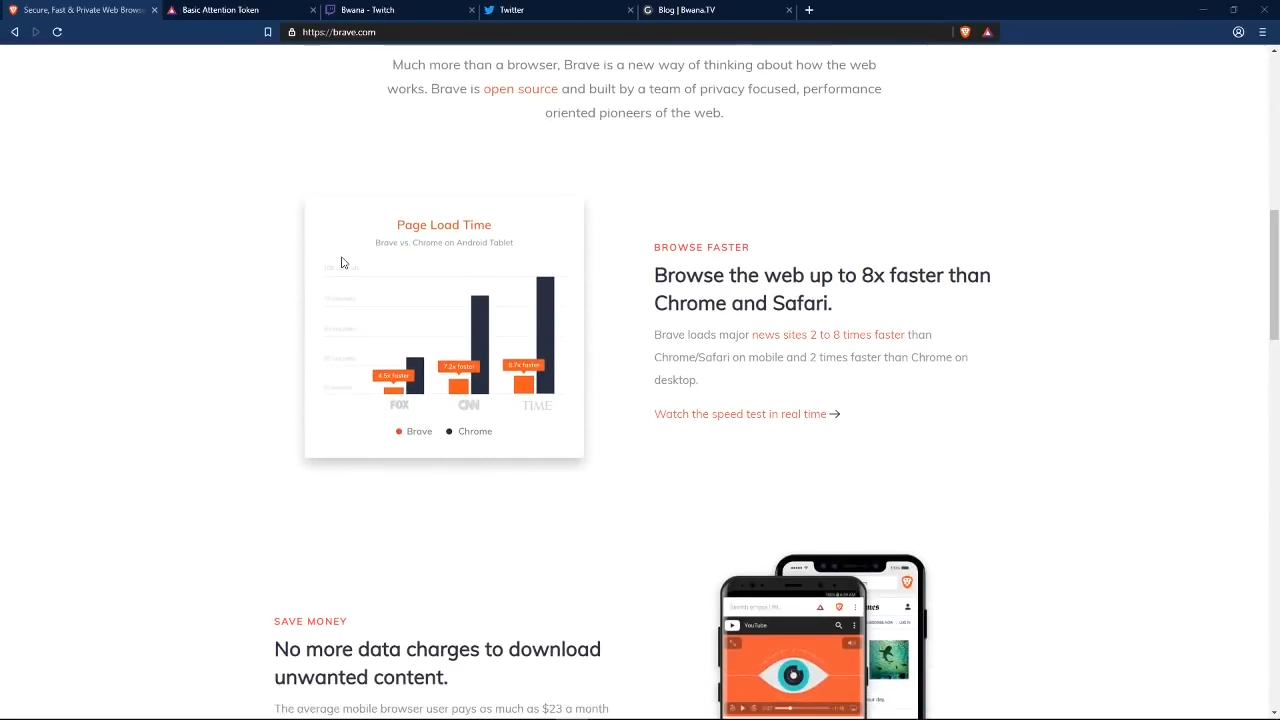 Secure, Fast & Private Web Brows
Basic Attention Token
Bwana - Twitch
Twitter
Blog | Bwana.TV
https://brave.com
Much more than a browser, Brave is a new way of thinking about how the web
works. Brave is open source and built by a team of privacy focused, performance
oriented pioneers of the web.
Page Load Time
Brave vs. Chrome on Android Tablet
4.5x faster
7.2x faster
8.7x faster
FOX
CNN
TIME
Brave
Chrome
BROWSE FASTER
Browse the web up to 8x faster than
Chrome and Safari.
Brave loads major news sites 2 to 8 times faster than
Chrome/Safari on mobile and 2 times faster than Chrome on
desktop.
Watch the speed test in real time
SAVE MONEY
No more data charges to download
unwanted content.
The average mobile browser user pays as much as $23 a month
YouTube